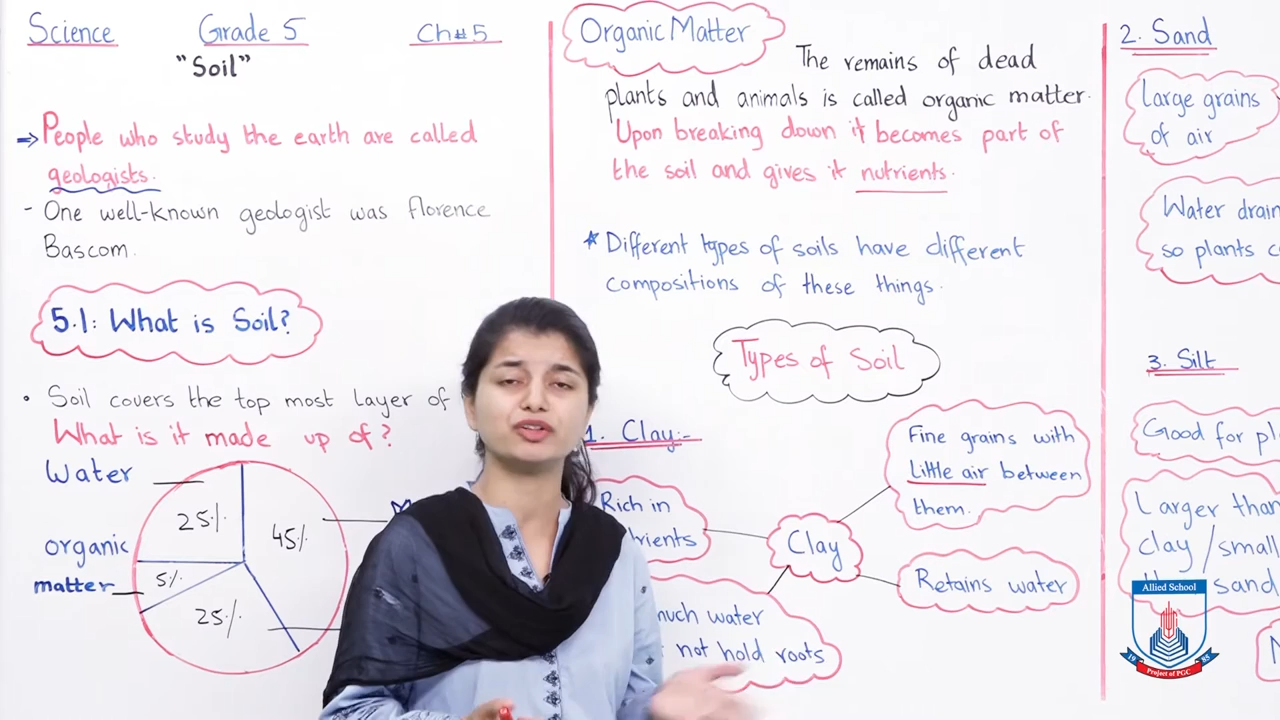 Science Grade 5 Ch#5
"Soil"
→ People who study the earth are called
geologists.
- One well-known geologist was florence
Bascom.
5.1: What is Soil?
• Soil covers the top most layer of
What is it made up of?
Water
25%
45%
organic
matter
5%
25%
Organic Matter
The remains of dead
plants and animals is called organic matter.
Upon breaking down it becomes part of
the soil and gives it nutrients.
* Different types of soils have different
compositions of these things.
Types of Soil
1. Clay:-
Rich in
Clay
Fine grains with
Little air between
them.
Retains water
water
not hold roots
2. Sand
Large grains
of air
Water
so plants
3. Silt
Good for
Larger than
clay / small
sand
Allied School
1985
Project of PGC